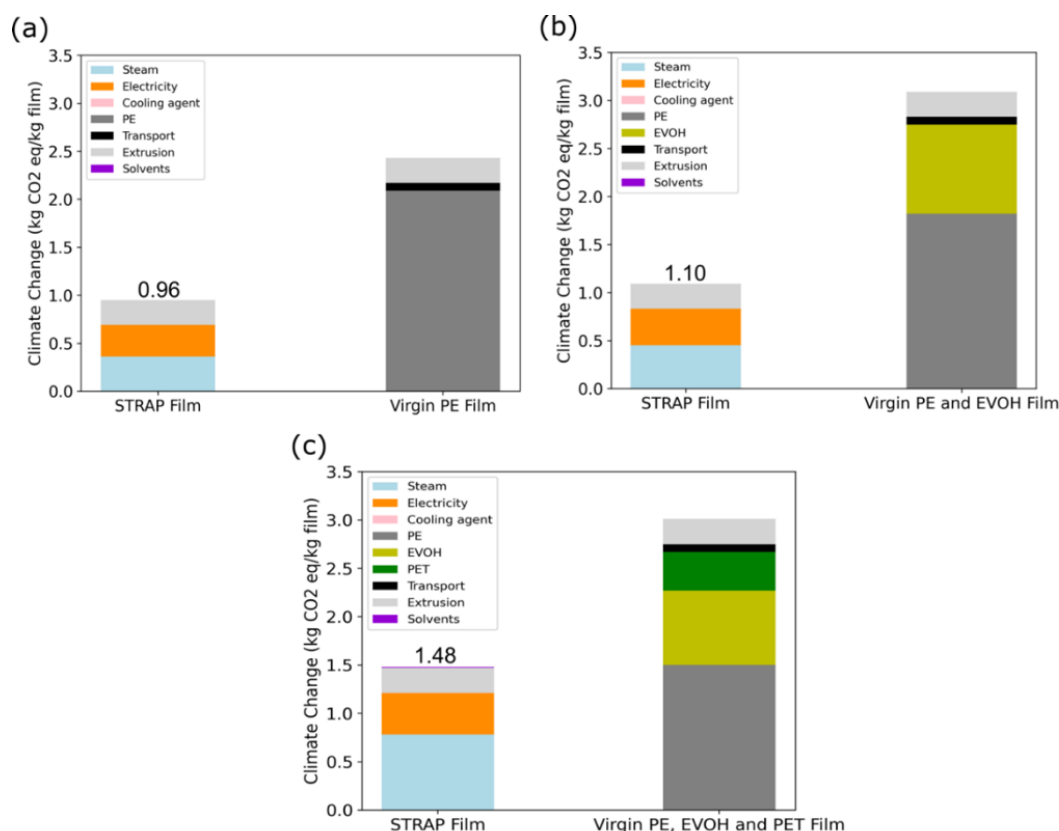 (a)
Climate Change (kg CO2 eq/kg film)
3.5
3.0
2.5
2.0
1.5
1.0
0.5
0.0
Steam
Electricity
Cooling agent
PE
Transport
Extrusion
Solvents
0.96
STRAP Film
Virgin PE Film
(b)
Climate Change (kg CO2 eq/kg film)
3.5
3.0
2.5
2.0
1.5
1.0
0.5
0.0
Steam
Electricity
Cooling agent
PE
EVOH
Transport
Extrusion
Solvents
1.10
STRAP Film
Virgin PE and EVOH Film
(c)
Climate Change (kg CO2 eq/kg film)
3.5
3.0
2.5
2.0
1.5
1.0
0.5
0.0
Steam
Electricity
Cooling agent
PE
EVOH
PET
Transport
Extrusion
Solvents
1.48
STRAP Film
Virgin PE, EVOH and PET Film